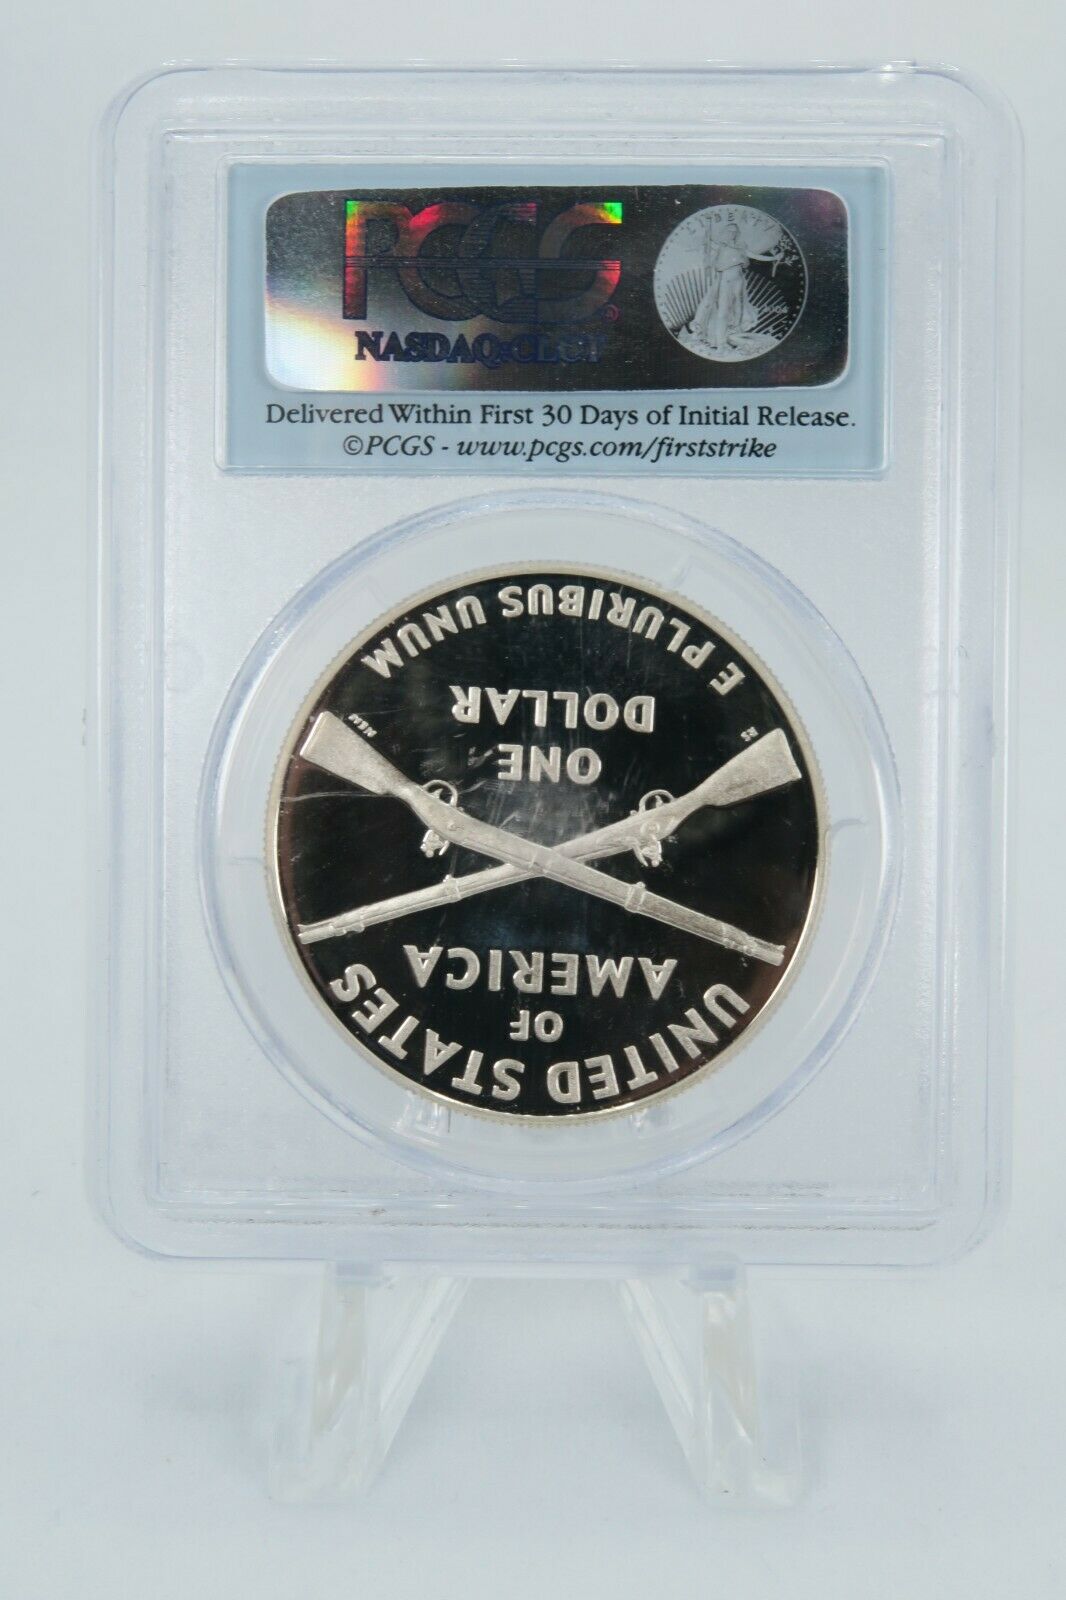 PCGS
NASDAQ:CLCT
LIBERTY
Delivered Within First 30 Days of Initial Release.
©PCGS - www.pcgs.com/firststrike
UNITED STATES
OF
AMERICA
ONE
DOLLAR
E PLURIBUS UNUM